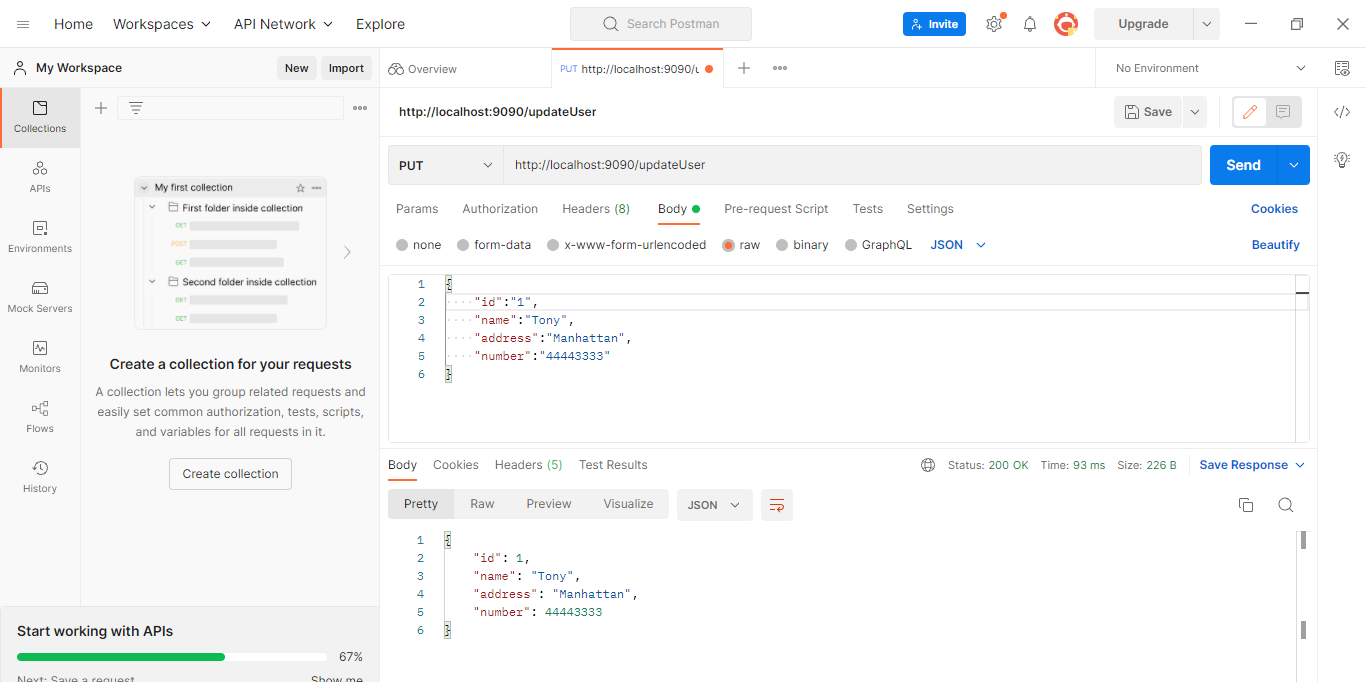 Home Workspaces API Network Explore Search Postman Invite Upgrade
My Workspace New Import Overview PUT http://localhost:9090/u No Environment
Collections
APIs
Environments
Mock Servers
Monitors
Flows
History
My first collection
First folder inside collection
GET
POST
GET
Second folder inside collection
GET
GET
Create a collection for your requests
A collection lets you group related requests and
easily set common authorization, tests, scripts,
and variables for all requests in it.
Create collection
Start working with APIs
67%
Next: Save a request Show me
http://localhost:9090/updateUser Save
PUT http://localhost:9090/updateUser Send
Params Authorization Headers (8) Body Pre-request Script Tests Settings Cookies
none form-data x-www-form-urlencoded raw binary GraphQL JSON Beautify
1 {
2 ····"id":"1",
3 ····"name":"Tony",
4 ····"address":"Manhattan",
5 ····"number":"44443333"
6 }
Body Cookies Headers (5) Test Results Status: 200 OK Time: 93 ms Size: 226 B Save Response
Pretty Raw Preview Visualize JSON
1 {
2 "id": 1,
3 "name": "Tony",
4 "address": "Manhattan",
5 "number": 44443333
6 }